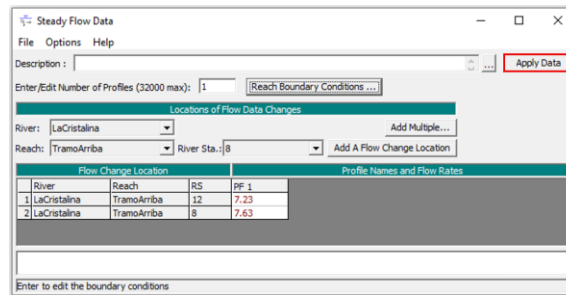 Steady Flow Data
File Options Help
Description :
... Apply Data
Enter/Edit Number of Profiles (32000 max): 1 Reach Boundary Conditions ...
Locations of Flow Data Changes
River: LaCristalina Add Multiple...
Reach: TramoArriba River Sta.: 8 Add A Flow Change Location
Flow Change Location Profile Names and Flow Rates
River Reach RS PF 1
1 LaCristalina TramoArriba 12 7.23
2 LaCristalina TramoArriba 8 7.63
Enter to edit the boundary conditions